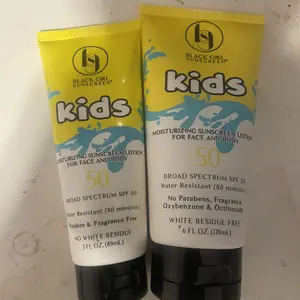 BLACK GIRL
SUNSCREEN®
Kids
MOISTURIZING SUNSCREEN LOTION
FOR FACE AND BODY
50
BROAD SPECTRUM SPF 50
Water Resistant (80 minutes)
Paraben & Fragrance Free
NO WHITE RESIDUE
3 FL OZ. (89mL)
BLACK GIRL
SUNSCREEN®
Kids
MOISTURIZING SUNSCREEN LOTION
FOR FACE AND BODY
50
BROAD SPECTRUM SPF 50
Water Resistant (80 minutes)
No Parabens, Fragrance
Oxybenzone & Octinoxate
WHITE RESIDUE FREE
6 FL OZ. (178mL)